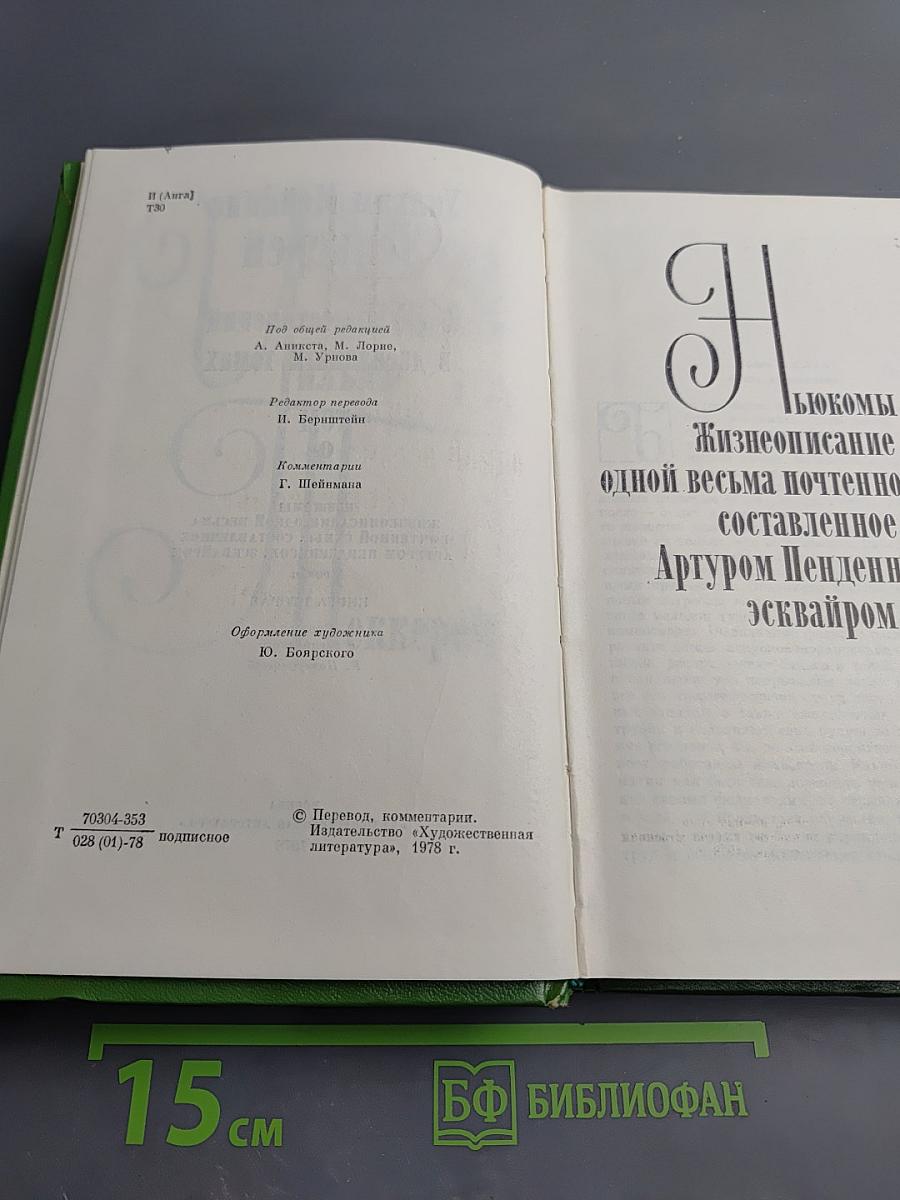 И (Англ)
Т30
Под общей редакцией
А. Аникста, М. Лорие,
М. Урнова
Редактор перевода
И. Бернштейн
Комментарии
Г. Шейнмана
Оформление художника
Ю. Боярского
Т 70304-353
028 (01)-78 подписное
© Перевод, комментарии.
Издательство «Художественная
литература», 1978 г.
Ньюкомы
Жизнеописание
одной весьма почтенно
составленное
Артуром Пенденн
эсквайром
15 см
БФ БИБЛИОФАН